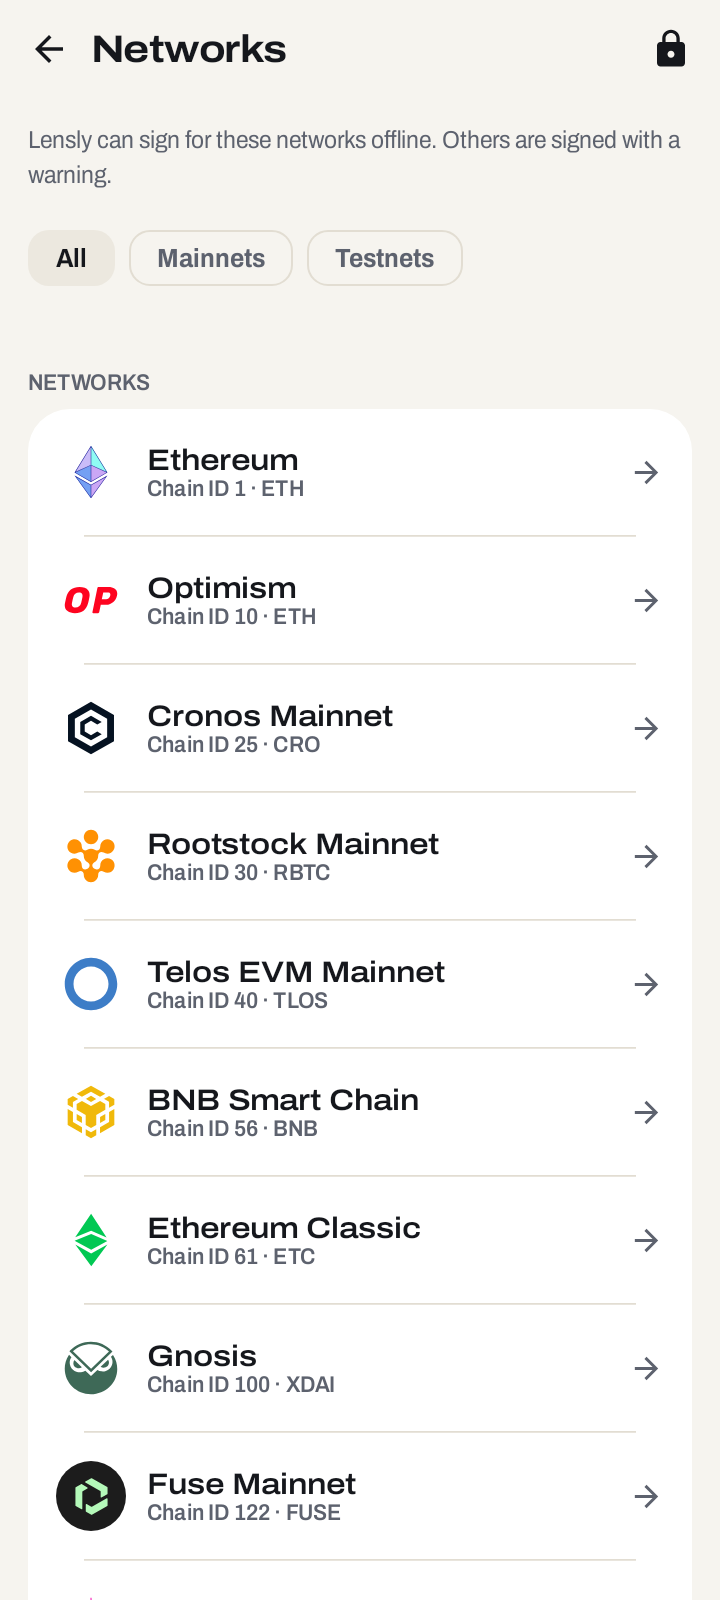 Networks
Lensly can sign for these networks offline. Others are signed with a
warning.
All
Mainnets
Testnets
NETWORKS
Ethereum
Chain ID 1 · ETH
OP
Optimism
Chain ID 10 · ETH
Cronos Mainnet
Chain ID 25 · CRO
Rootstock Mainnet
Chain ID 30 · RBTC
Telos EVM Mainnet
Chain ID 40 · TLOS
BNB Smart Chain
Chain ID 56 · BNB
Ethereum Classic
Chain ID 61 · ETC
Gnosis
Chain ID 100 · XDAI
Fuse Mainnet
Chain ID 122 · FUSE